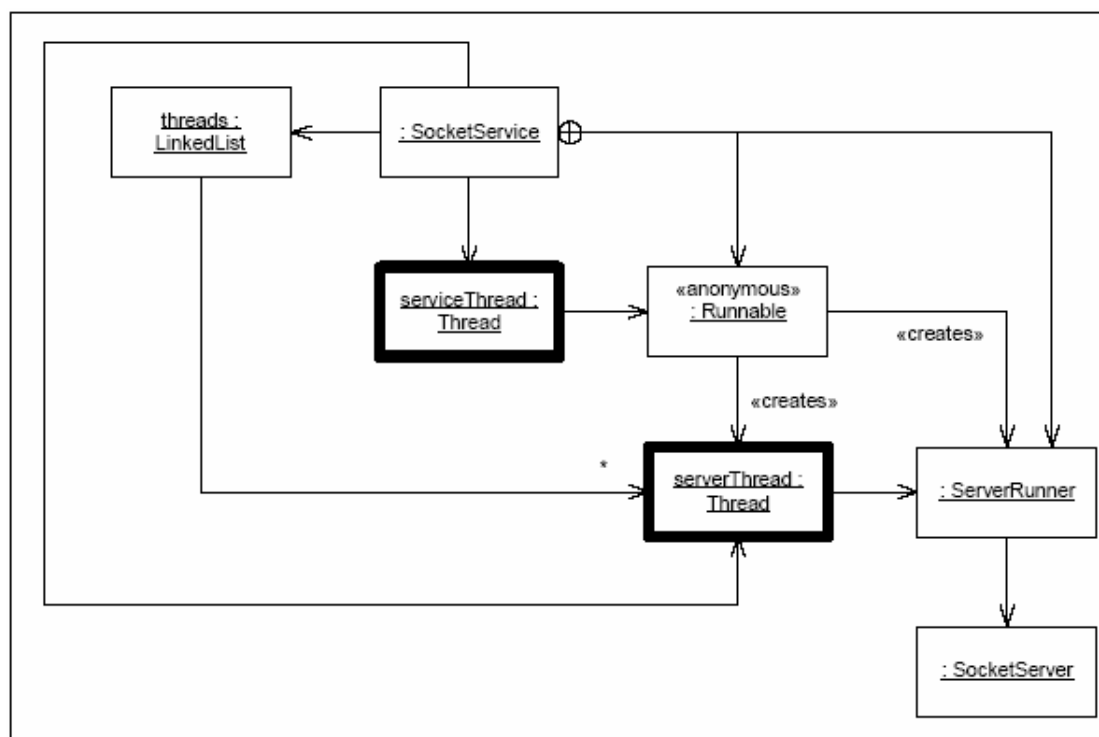 threads :
LinkedList
: SocketService
serviceThread :
Thread
«anonymous»
: Runnable
«creates»
«creates»
*
serverThread :
Thread
: ServerRunner
: SocketServer